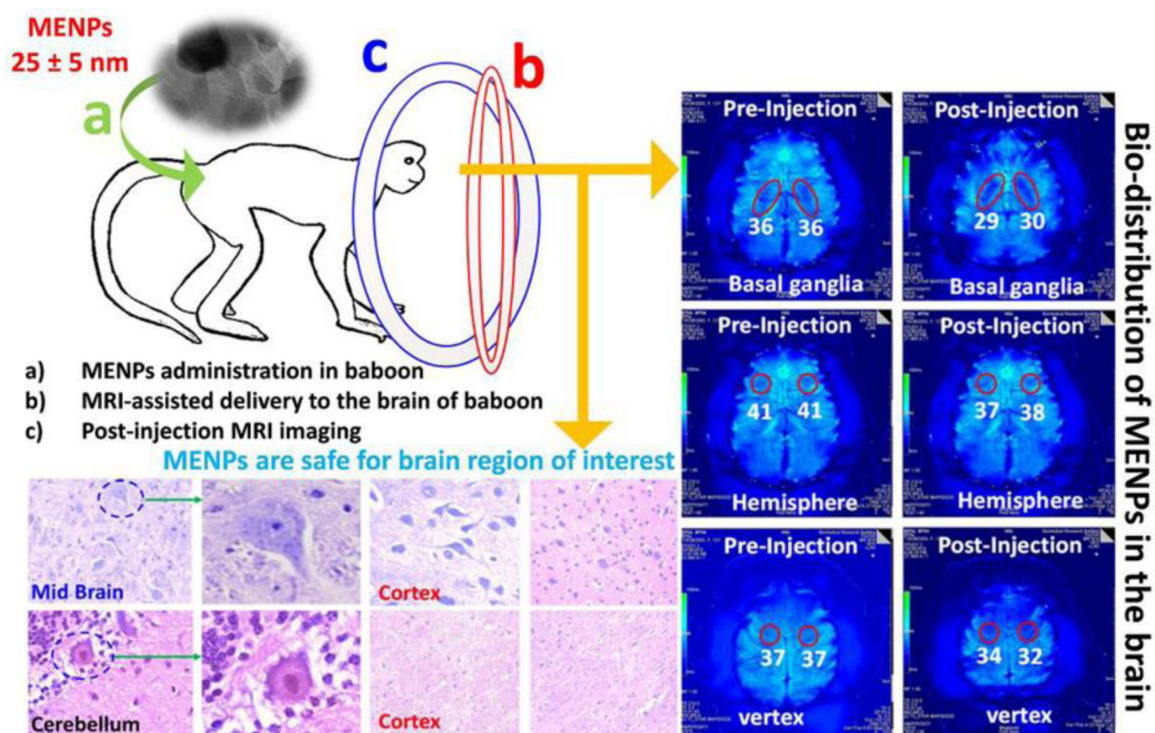 MENPs
25 ± 5 nm
a
c
b
a) MENPs administration in baboon
b) MRI-assisted delivery to the brain of baboon
c) Post-injection MRI imaging
MENPs are safe for brain region of interest
Mid Brain
Cortex
Cerebellum
Cortex
Pre-Injection
36 36
Basal ganglia
Post-Injection
29 30
Basal ganglia
Pre-Injection
41 41
Hemisphere
Post-Injection
37 38
Hemisphere
Pre-Injection
37 37
vertex
Post-Injection
34 32
vertex
Bio-distribution of MENPs in the brain